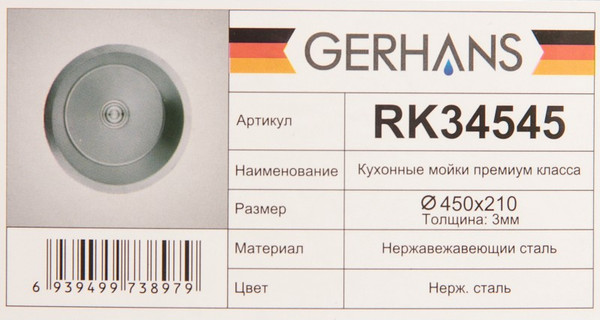 GERHANS
Артикул RK34545
Наименование Кухонные мойки премиум класса
Размер Ø 450x210
Толщина: 3мм
Материал Нержавежавеющии сталь
Цвет Нерж. сталь
6 939499 738979